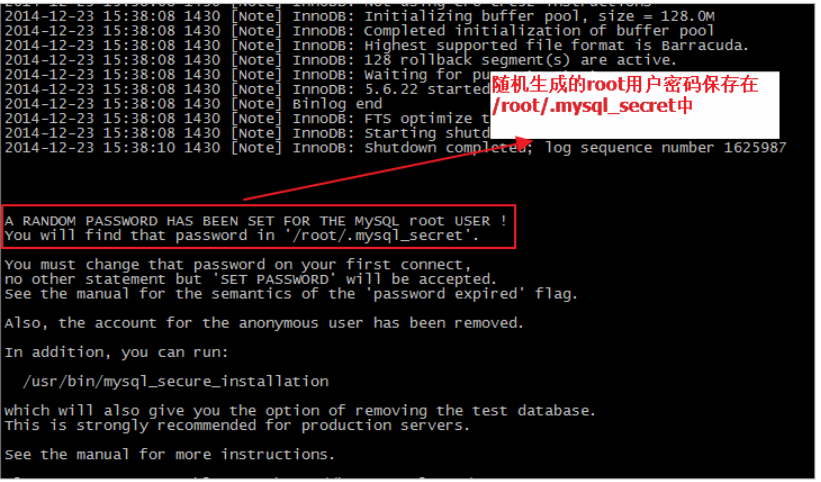 2014-12-23 15:38:08 1430 [Note] InnoDB: Not using CPU crc32 instructions
2014-12-23 15:38:08 1430 [Note] InnoDB: Initializing buffer pool, size = 128.0M
2014-12-23 15:38:08 1430 [Note] InnoDB: Completed initialization of buffer pool
2014-12-23 15:38:08 1430 [Note] InnoDB: Highest supported file format is Barracuda.
2014-12-23 15:38:08 1430 [Note] InnoDB: 128 rollback segment(s) are active.
2014-12-23 15:38:08 1430 [Note] InnoDB: Waiting for
2014-12-23 15:38:08 1430 [Note] InnoDB: 5.6.22 started
2014-12-23 15:38:08 1430 [Note] Binlog end
2014-12-23 15:38:08 1430 [Note] InnoDB: FTS optimize
2014-12-23 15:38:08 1430 [Note] InnoDB: Starting
2014-12-23 15:38:10 1430 [Note] InnoDB: Shutdown completed; log sequence number 1625987
随机生成的root用户密码保存在
/root/.mysql_secret中
A RANDOM PASSWORD HAS BEEN SET FOR THE MySQL root USER !
You will find that password in '/root/.mysql_secret'.
You must change that password on your first connect,
no other statement but 'SET PASSWORD' will be accepted.
See the manual for the semantics of the 'password expired' flag.
Also, the account for the anonymous user has been removed.
In addition, you can run:
/usr/bin/mysql_secure_installation
which will also give you the option of removing the test database.
This is strongly recommended for production servers.
See the manual for more instructions.